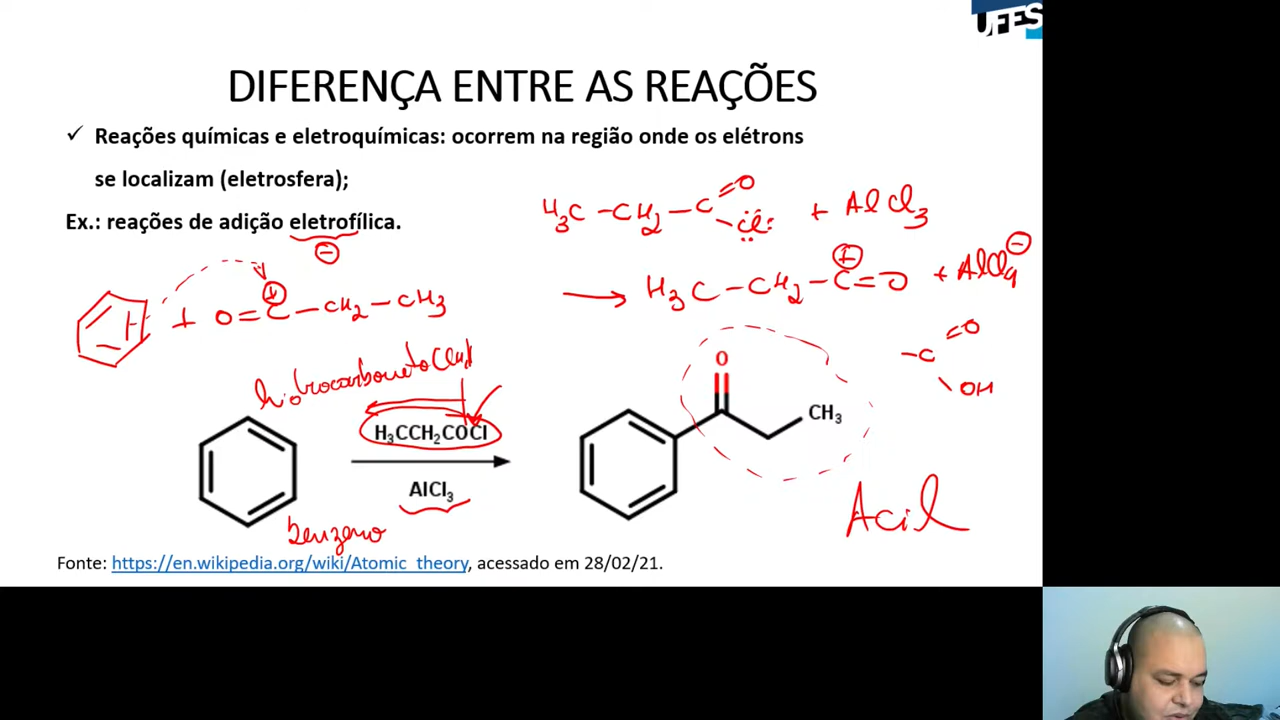 UFES
DIFERENÇA ENTRE AS REAÇÕES
✓ Reações químicas e eletroquímicas: ocorrem na região onde os elétrons
se localizam (eletrosfera);
Ex.: reações de adição eletrofílica.
H₃C – CH₂ – C = O – Cl + AlCl₃
H₃C – CH₂ – C⊕ = O + AlCl₄⊖
+ O = C⊕ – CH₂ – CH₃
– C = O
OH
hidrocarboneto
H₃CCH₂COCl
AlCl₃
benzeno
O
CH₃
Acil
Fonte: https://en.wikipedia.org/wiki/Atomic_theory, acessado em 28/02/21.